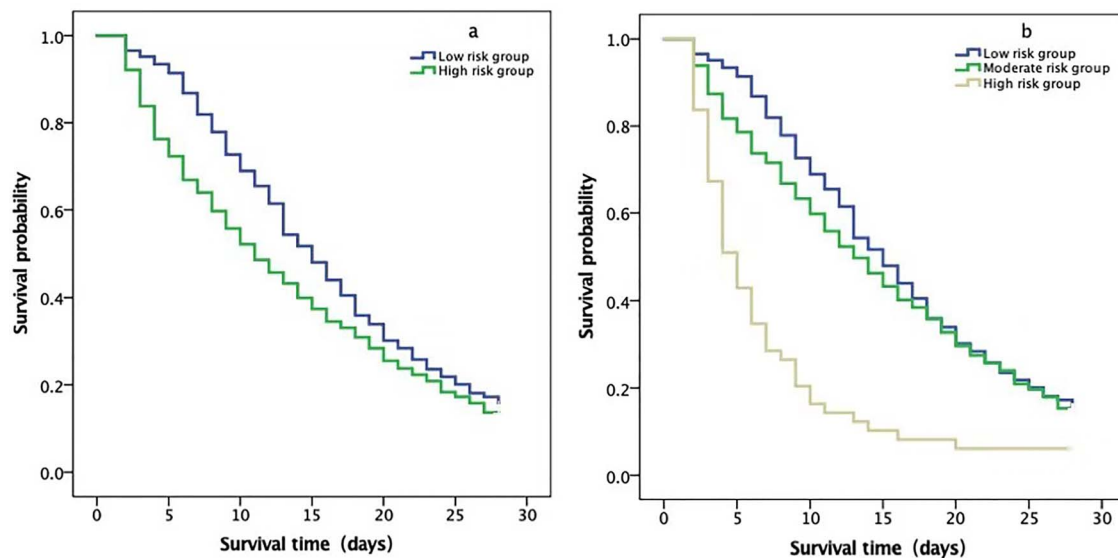 a
Low risk group
High risk group
1.0
0.8
0.6
0.4
0.2
0.0
Survival probability
0 5 10 15 20 25 30
Survival time (days)
b
Low risk group
Moderate risk group
High risk group
1.0
0.8
0.6
0.4
0.2
0.0
Survival probability
0 5 10 15 20 25 30
Survival time (days)